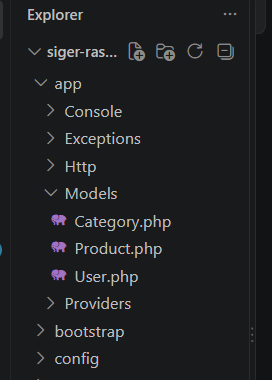 Explorer
siger-ras...
app
Console
Exceptions
Http
Models
Category.php
Product.php
User.php
Providers
bootstrap
config